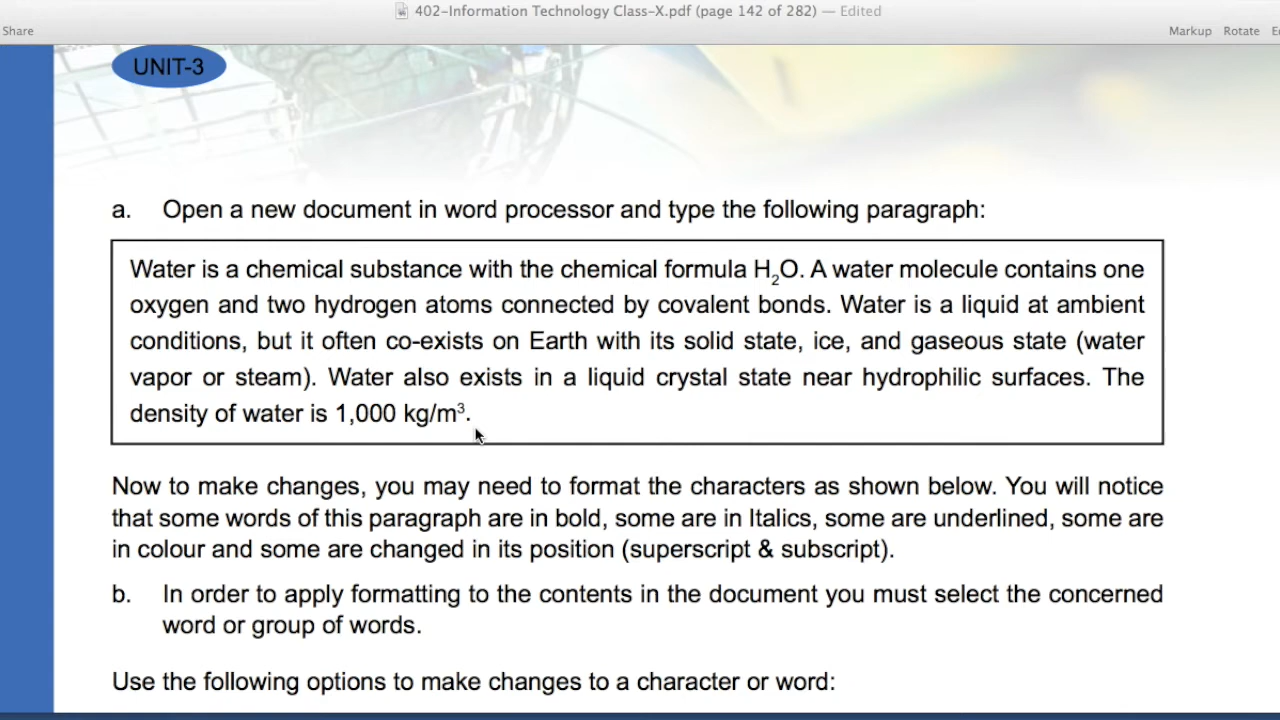 402-Information Technology Class-X.pdf (page 142 of 282) — Edited
Share
Markup Rotate
UNIT-3
a. Open a new document in word processor and type the following paragraph:
Water is a chemical substance with the chemical formula H₂O. A water molecule contains one
oxygen and two hydrogen atoms connected by covalent bonds. Water is a liquid at ambient
conditions, but it often co-exists on Earth with its solid state, ice, and gaseous state (water
vapor or steam). Water also exists in a liquid crystal state near hydrophilic surfaces. The
density of water is 1,000 kg/m³.
Now to make changes, you may need to format the characters as shown below. You will notice
that some words of this paragraph are in bold, some are in Italics, some are underlined, some are
in colour and some are changed in its position (superscript & subscript).
b. In order to apply formatting to the contents in the document you must select the concerned
word or group of words.
Use the following options to make changes to a character or word: